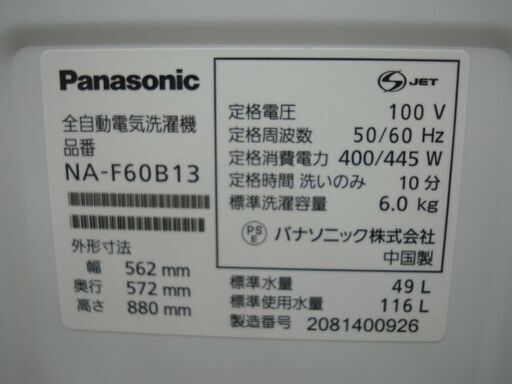 Panasonic
全自動電気洗濯機
品番
NA-F60B13
外形寸法
幅 562 mm
奥行 572 mm
高さ 880 mm
S JET
定格電圧 100 V
定格周波数 50/60 Hz
定格消費電力 400/445 W
定格時間 洗いのみ 10 分
標準洗濯容量 6.0 kg
PS E パナソニック株式会社
中国製
標準水量 49 L
標準使用水量 116 L
製造番号 2081400926